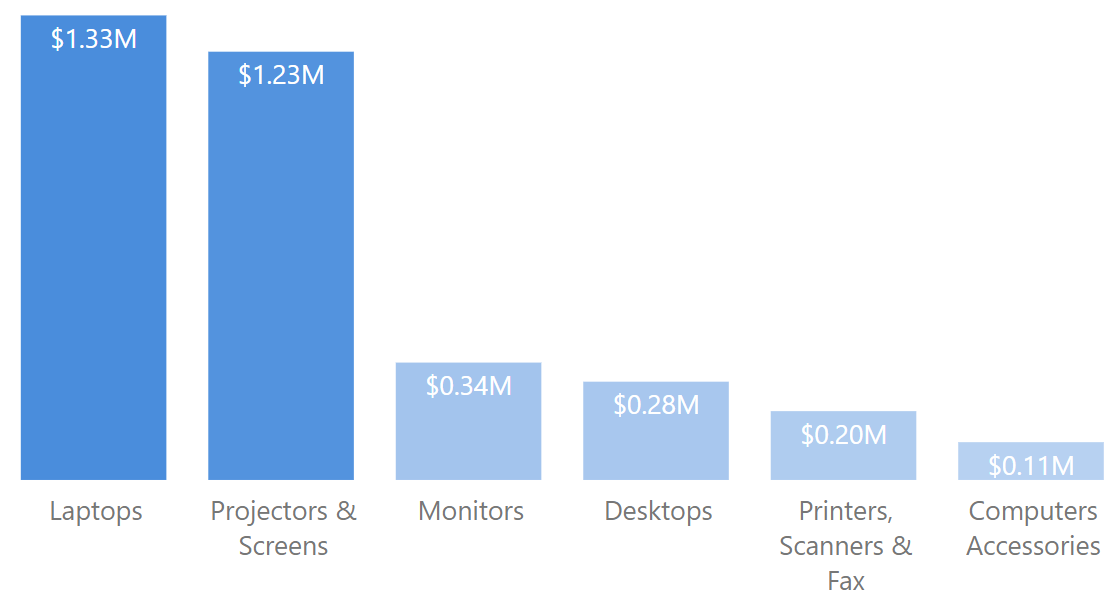 $1.33M
$1.23M
$0.34M
$0.28M
$0.20M
$0.11M
Laptops
Projectors &
Screens
Monitors
Desktops
Printers,
Scanners &
Fax
Computers
Accessories